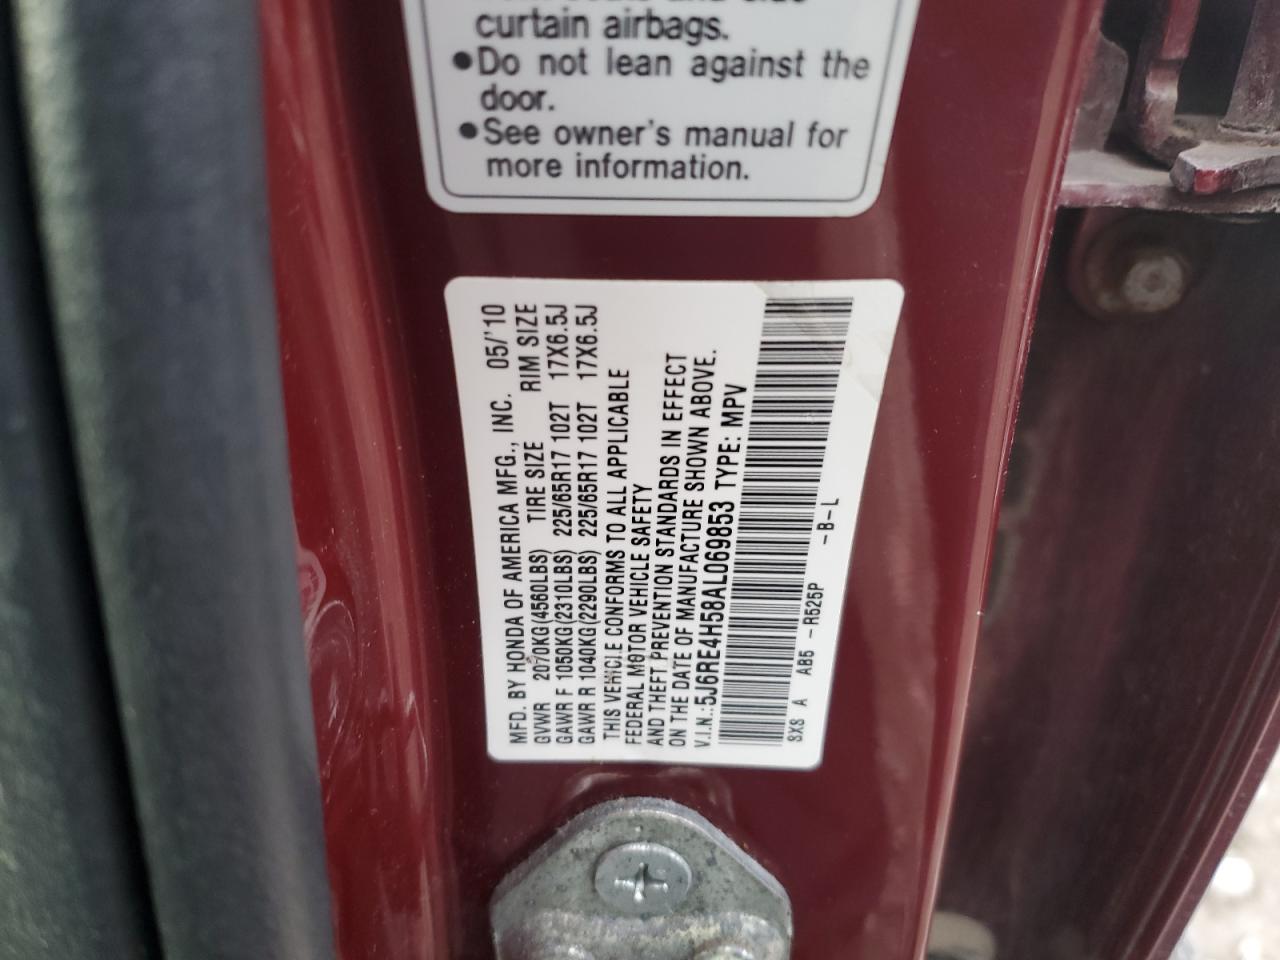 curtain airbags.
●Do not lean against the
door.
●See owner's manual for
more information.
MFD. BY HONDA OF AMERICA MFG., INC. 05/'10
GVWR 2070KG(4560LBS) TIRE SIZE RIM SIZE
GAWR F 1050KG(2310LBS) 225/65R17 102T 17X6.5J
GAWR R 1040KG(2290LBS) 225/65R17 102T 17X6.5J
THIS VEHICLE CONFORMS TO ALL APPLICABLE
FEDERAL MOTOR VEHICLE SAFETY
AND THEFT PREVENTION STANDARDS IN EFFECT
ON THE DATE OF MANUFACTURE SHOWN ABOVE.
V.I.N.:5J6RE4H58AL069853 TYPE: MPV
SXS A AB5 -R525P -B-L